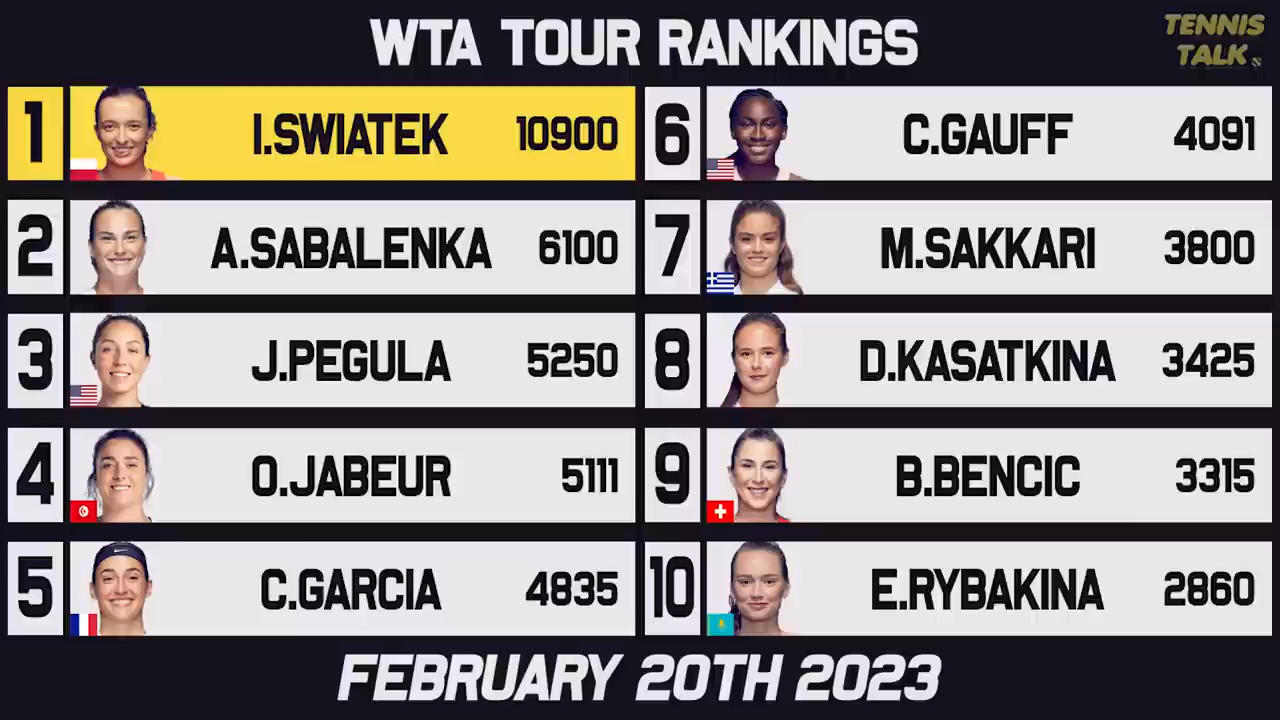 WTA TOUR RANKINGS
TENNIS
TALK
1 I.SWIATEK 10900
2 A.SABALENKA 6100
3 J.PEGULA 5250
4 O.JABEUR 5111
5 C.GARCIA 4835
6 C.GAUFF 4091
7 M.SAKKARI 3800
8 D.KASATKINA 3425
9 B.BENCIC 3315
10 E.RYBAKINA 2860
FEBRUARY 20TH 2023